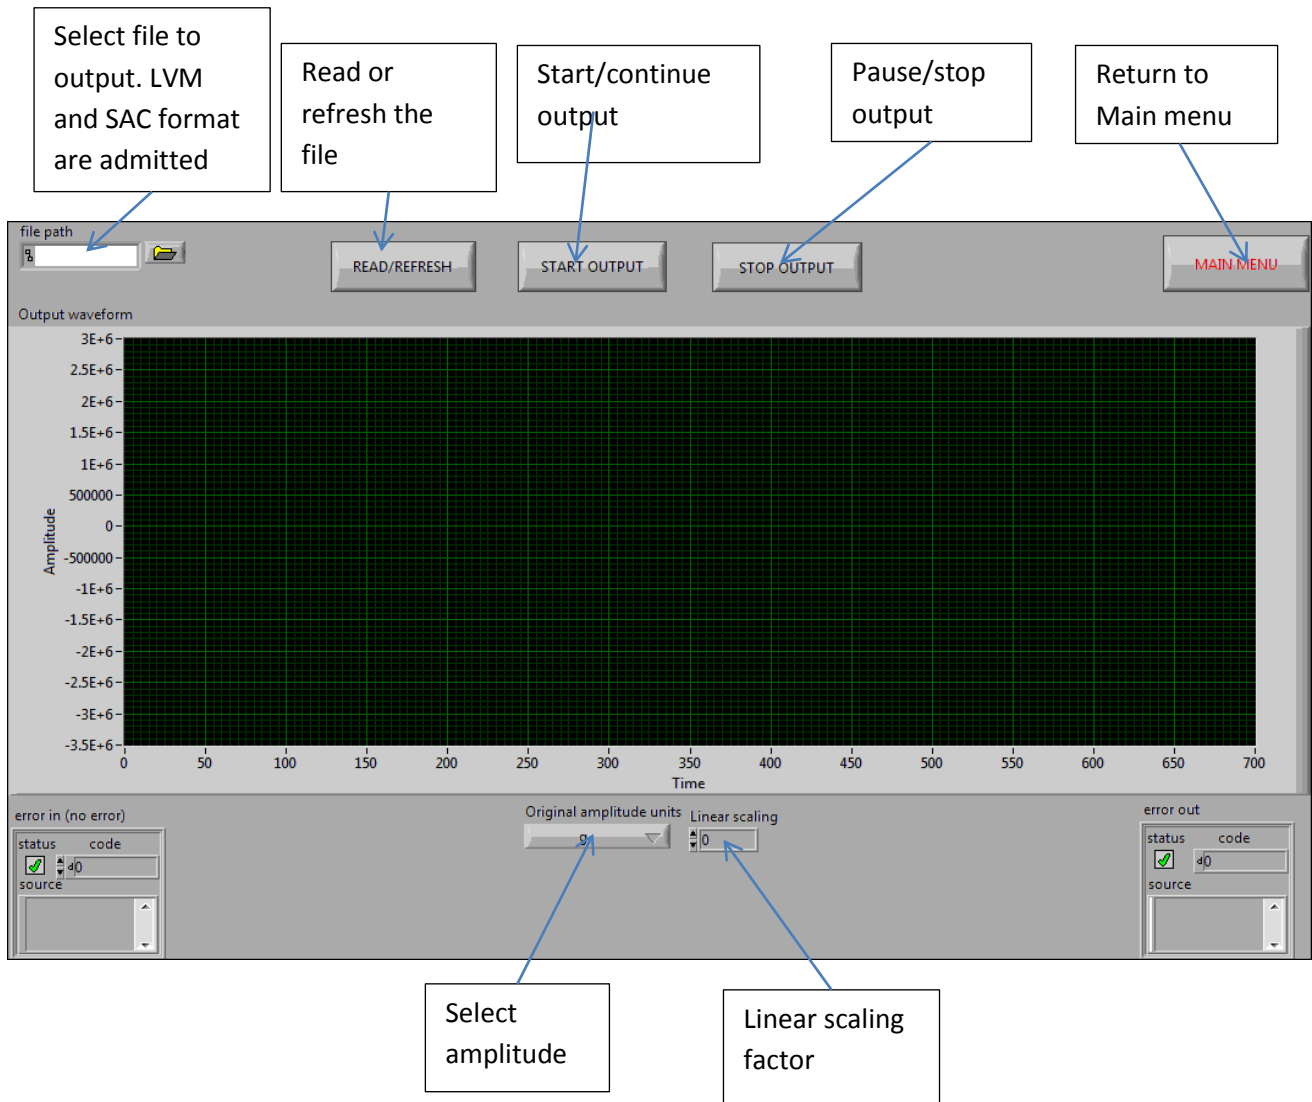 Select file to
output. LVM
and SAC format
are admitted
Read or
refresh the
file
Start/continue
output
Pause/stop
output
Return to
Main menu
file path
READ/REFRESH
START OUTPUT
STOP OUTPUT
MAIN MENU
Output waveform
3E+6
2.5E+6
2E+6
1.5E+6
1E+6
500000
0
-500000
-1E+6
-1.5E+6
-2E+6
-2.5E+6
-3E+6
-3.5E+6
Amplitude
0 50 100 150 200 250 300 350 400 450 500 550 600 650 700
Time
error in (no error)
status code
d0
source
Original amplitude units
g
Linear scaling
0
error out
status code
d0
source
Select
amplitude
Linear scaling
factor